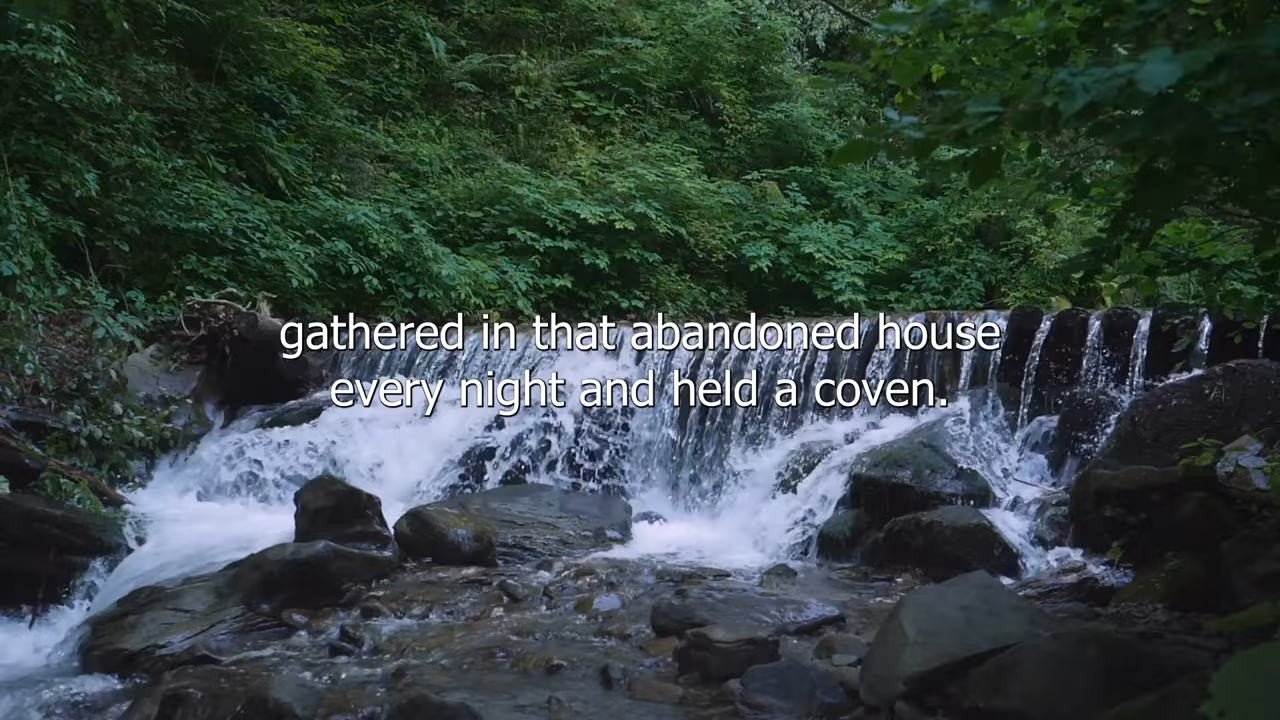 gathered in that abandoned house
every night and held a coven.